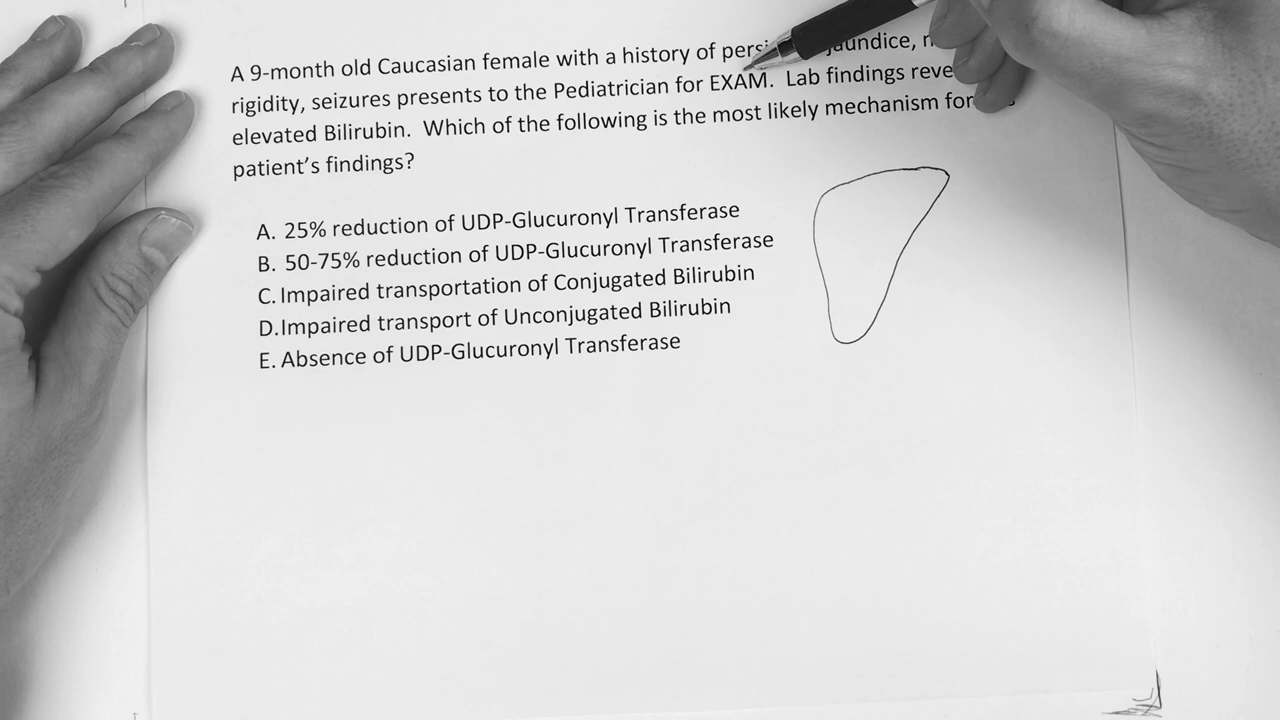 A 9-month old Caucasian female with a history of jaundice,
rigidity, seizures presents to the Pediatrician for EXAM. Lab findings
elevated Bilirubin. Which of the following is the most likely mechanism for
patient's findings?
A. 25% reduction of UDP-Glucuronyl Transferase
B. 50-75% reduction of UDP-Glucuronyl Transferase
C. Impaired transportation of Conjugated Bilirubin
D. Impaired transport of Unconjugated Bilirubin
E. Absence of UDP-Glucuronyl Transferase